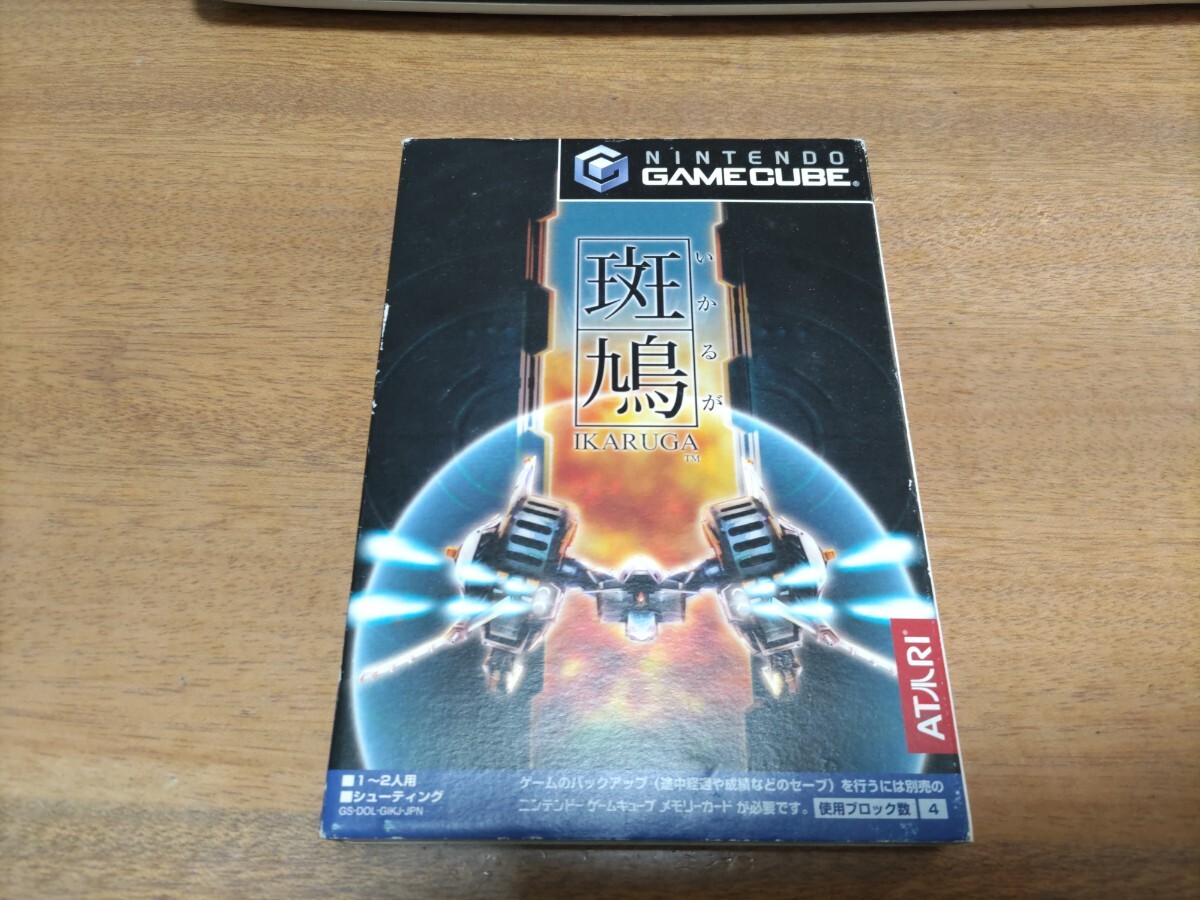 NINTENDO
GAMECUBE®
斑鳩
いかるが
IKARUGA
TM
ATARI®
■1～2人用
■シューティング
GS-DOL-GIKJ-JPN
ゲームのバックアップ（途中経過や成績などのセーブ）を行うには別売の
ニンテンドーゲームキューブ メモリーカード が必要です。 使用ブロック数 4